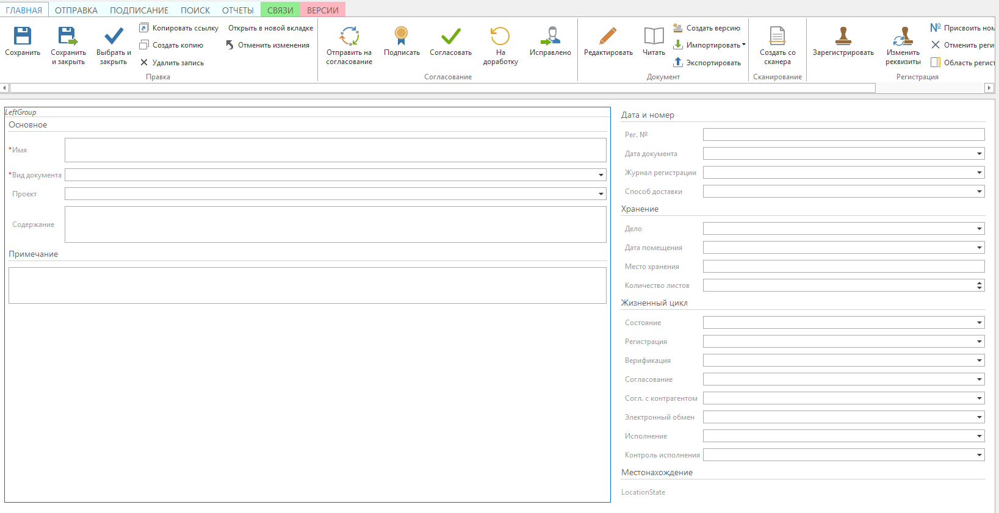 ГЛАВНАЯ ОТПРАВКА ПОДПИСАНИЕ ПОИСК ОТЧЕТЫ СВЯЗИ ВЕРСИИ
Сохранить
Сохранить
и закрыть
Выбрать и
закрыть
Копировать ссылку
Создать копию
Удалить запись
Открыть в новой вкладке
Отменить изменения
Правка
Отправить на
согласование
Подписать
Согласовать
На
доработку
Исправлено
Согласование
Редактировать
Читать
Создать версию
Импортировать
Экспортировать
Документ
Создать со
сканера
Сканирование
Зарегистрировать
Изменить
реквизиты
№ Присвоить ном
Отменить реги
Область регист
Регистрация
LeftGroup
Основное
*Имя
*Вид документа
Проект
Содержание
Примечание
Дата и номер
Рег. №
Дата документа
Журнал регистрации
Способ доставки
Хранение
Дело
Дата помещения
Место хранения
Количество листов
Жизненный цикл
Состояние
Регистрация
Верификация
Согласование
Согл. с контрагентом
Электронный обмен
Исполнение
Контроль исполнения
Местонахождение
LocationState